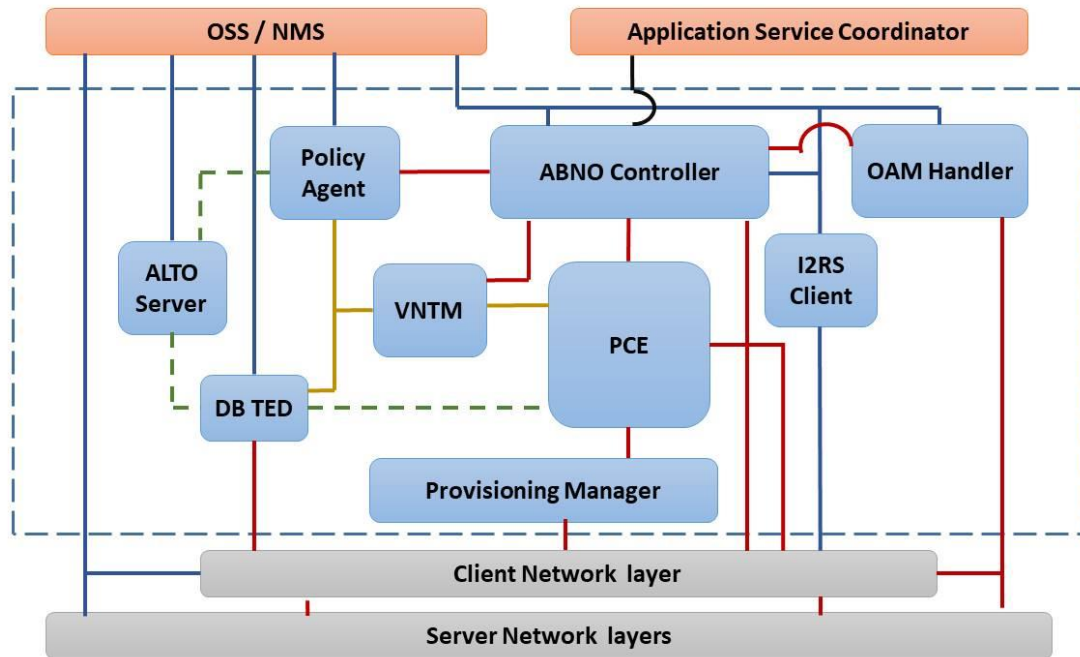 OSS / NMS
Application Service Coordinator
Policy
Agent
ABNO Controller
OAM Handler
ALTO
Server
VNTM
I2RS
Client
PCE
DB TED
Provisioning Manager
Client Network layer
Server Network layers